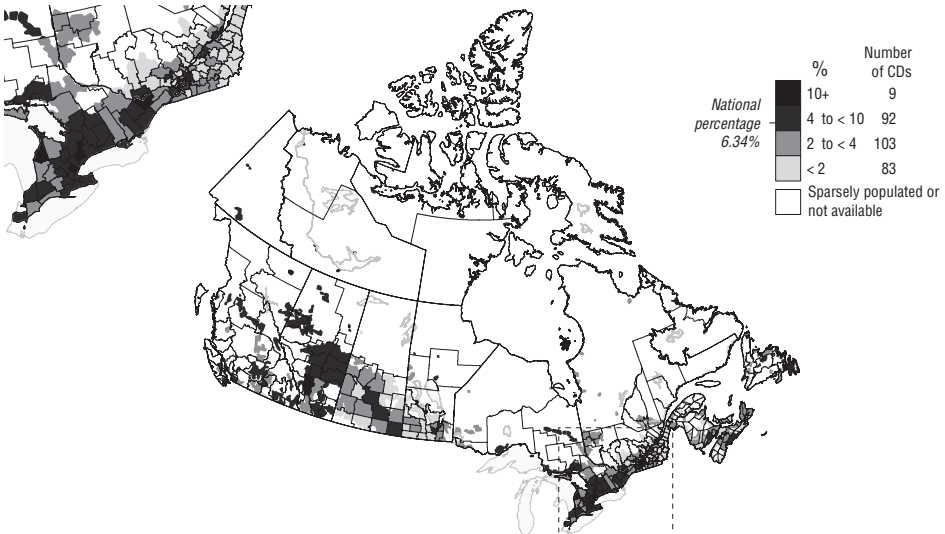 Number
% of CDs
10+ 9
National
percentage
6.34%
4 to < 10 92
2 to < 4 103
< 2 83
Sparsely populated or
not available